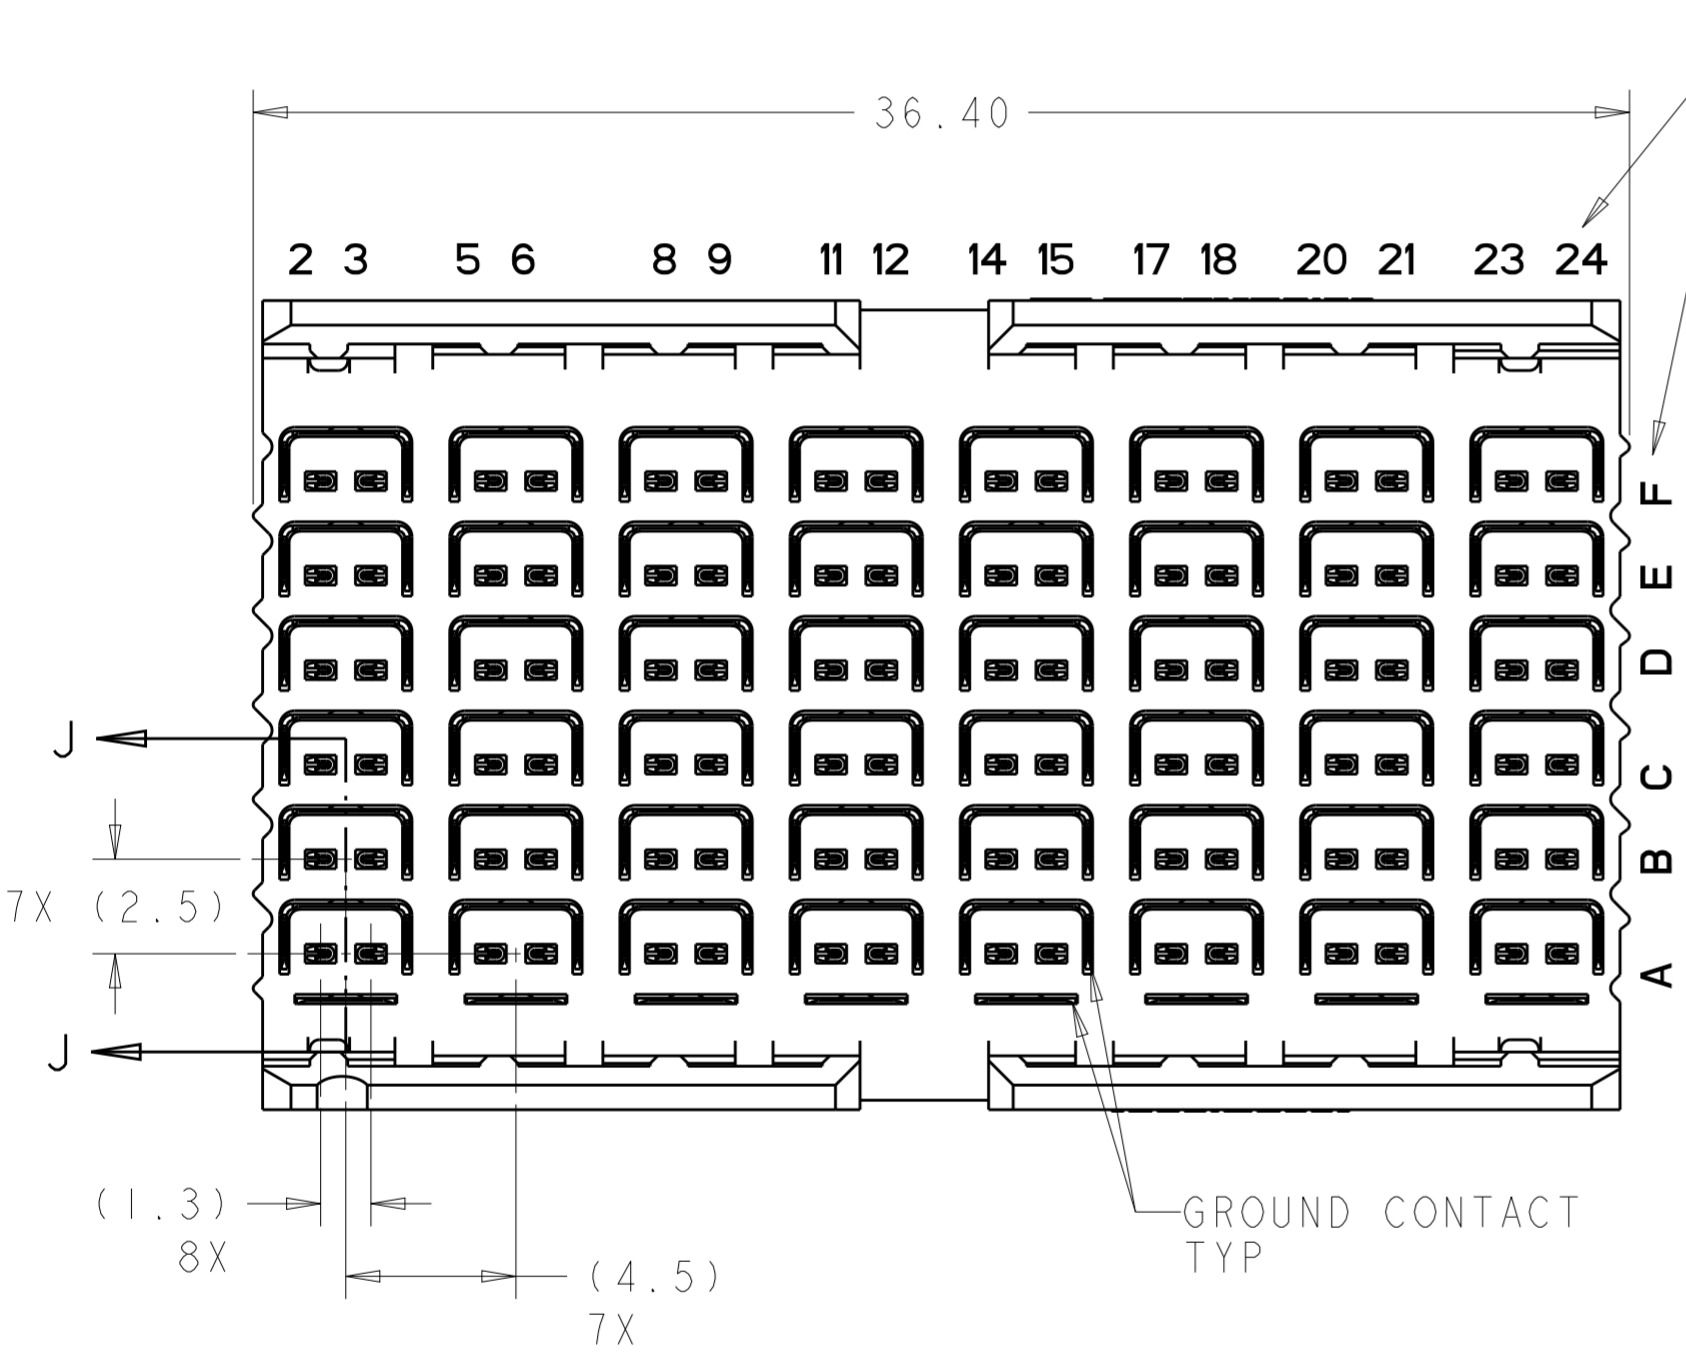 36.40
2 3 5 6 8 9 11 12 14 15 17 18 20 21 23 24
F
E
D
J
C
B
7X (2.5)
A
J
(1.3)
8X
GROUND CONTACT
TYP
(4.5)
7X